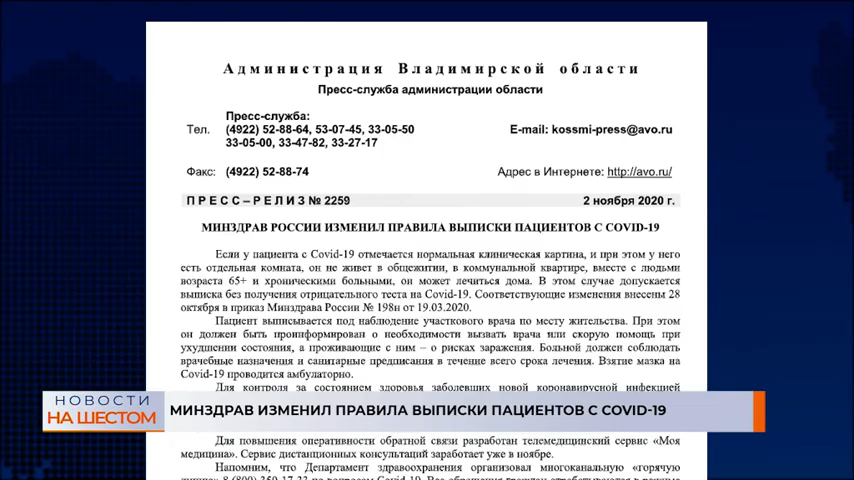 Администрация Владимирской области
Пресс-служба администрации области
Пресс-служба:
Тел. (4922) 52-88-64, 53-07-45, 33-05-50 E-mail: kossmi-press@avo.ru
33-05-00, 33-47-82, 33-27-17
Факс: (4922) 52-88-74 Адрес в Интернете: http://avo.ru/
ПРЕСС – РЕЛИЗ № 2259 2 ноября 2020 г.
МИНЗДРАВ РОССИИ ИЗМЕНИЛ ПРАВИЛА ВЫПИСКИ ПАЦИЕНТОВ С COVID-19
Если у пациента с Covid-19 отмечается нормальная клиническая картина, и при этом у него
есть отдельная комната, он не живет в общежитии, в коммунальной квартире, вместе с людьми
возраста 65+ и хроническими больными, он может лечиться дома. В этом случае допускается
выписка без получения отрицательного теста на Covid-19. Соответствующие изменения внесены 28
октября в приказ Минздрава России № 198н от 19.03.2020.
Пациент выписывается под наблюдение участкового врача по месту жительства. При этом
он должен быть проинформирован о необходимости вызвать врача или скорую помощь при
ухудшении состояния, а проживающие с ним – о рисках заражения. Больной должен соблюдать
врачебные назначения и санитарные предписания в течение всего срока лечения. Взятие мазка на
Covid-19 проводится амбулаторно.
Для контроля за состоянием здоровья заболевших новой коронавирусной инфекцией
НОВОСТИ
НА ШЕСТОМ
МИНЗДРАВ ИЗМЕНИЛ ПРАВИЛА ВЫПИСКИ ПАЦИЕНТОВ С COVID-19
Для повышения оперативности обратной связи разработан телемедицинский сервис «Моя
медицина». Сервис дистанционных консультаций заработает уже в ноябре.
Напомним, что Департамент здравоохранения организовал многоканальную «горячую